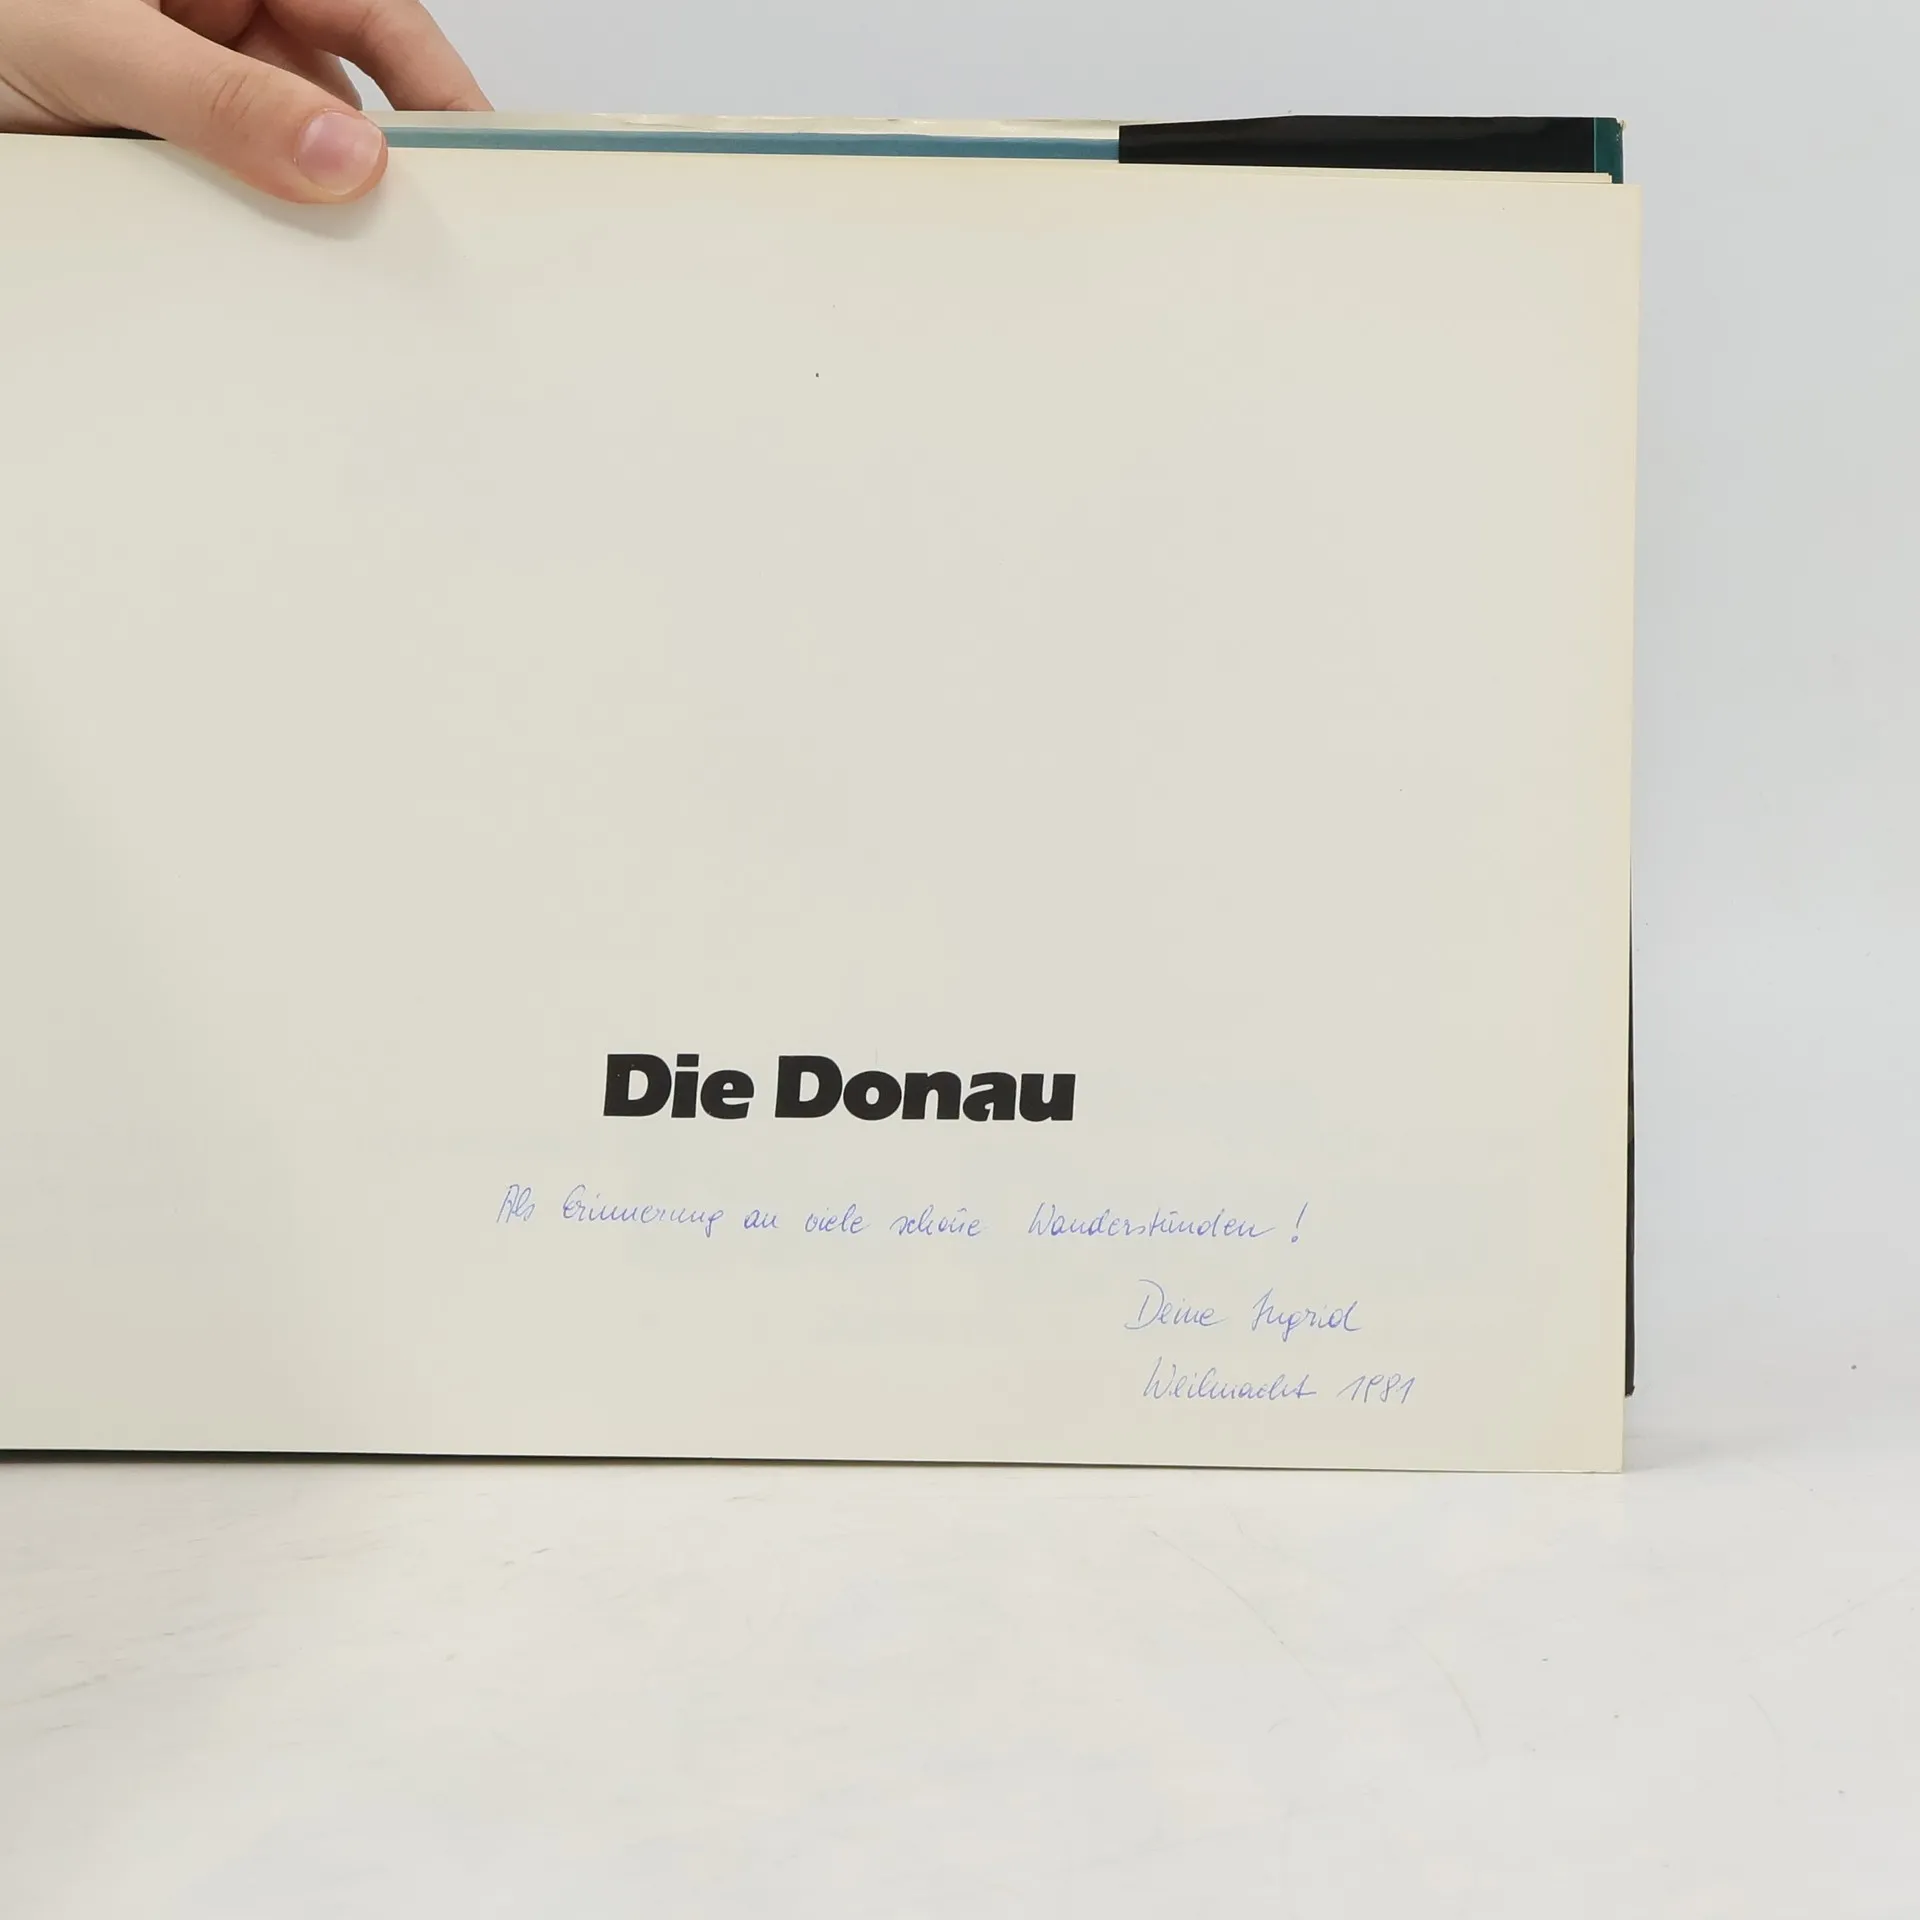 Die Donau
Als Erinnerung an viele schöne Wanderstunden!
Deine Ingrid
Weihnacht 1981